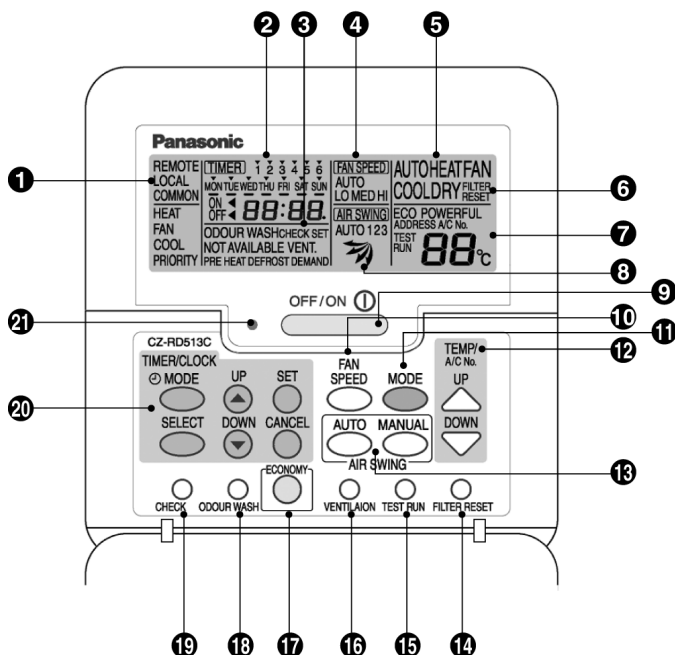 2 3 4 5
Panasonic
REMOTE
LOCAL
COMMON
HEAT
FAN
COOL
PRIORITY
TIMER 1 2 3 4 5 6
MON TUE WED THU FRI SAT SUN
ON
OFF 88:88.
ODOUR WASH CHECK SET
NOT AVAILABLE VENT.
PRE HEAT DEFROST DEMAND
FAN SPEED
AUTO
LO MED HI
AIR SWING
AUTO 1 2 3
AUTO HEAT FAN
COOL DRY FILTER RESET
ECO POWERFUL
ADDRESS A/C No.
TEST RUN 88°C
1
6
7
8
OFF/ON
9
21
10
11
12
CZ-RD513C
TIMER/CLOCK
MODE UP SET
SELECT DOWN CANCEL
20
FAN SPEED
MODE
TEMP/
A/C No.
UP
DOWN
AUTO MANUAL
AIR SWING
13
ECONOMY
CHECK ODOUR WASH VENTILAION TEST RUN FILTER RESET
19 18 17 16 15 14